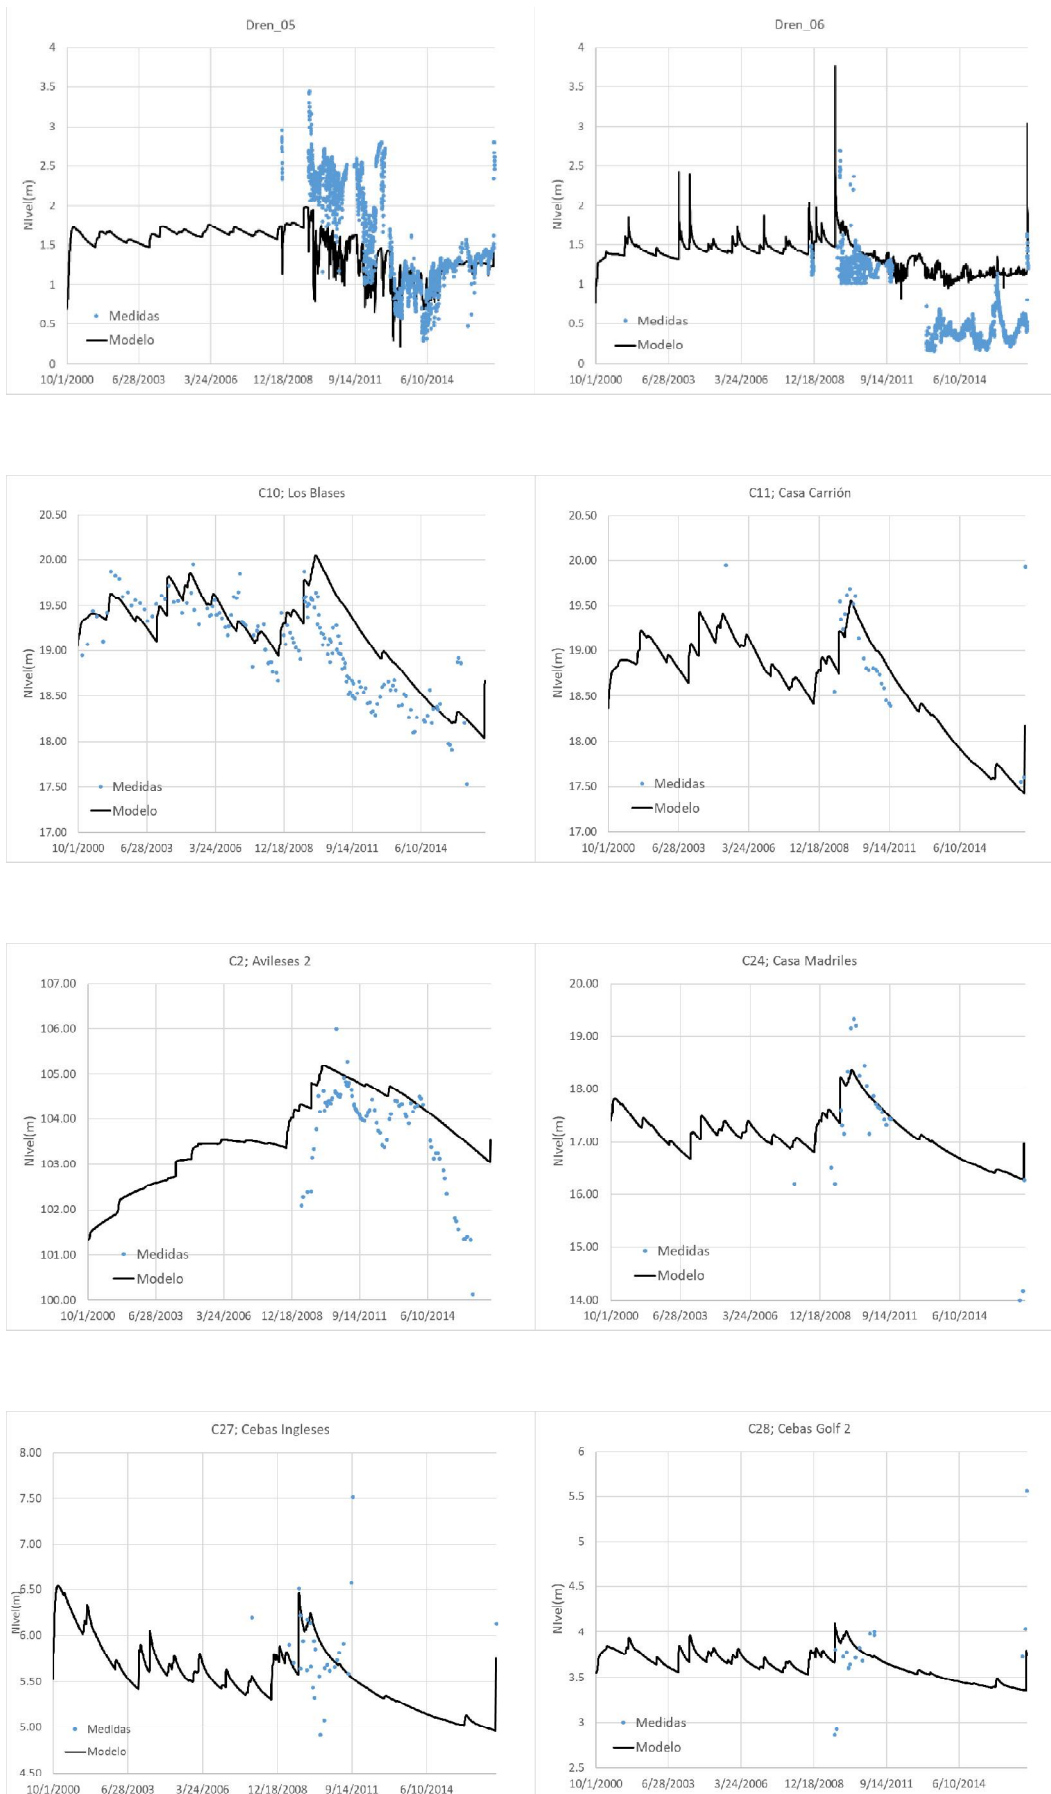 Dren_05
4
3.5
3
2.5
2
1.5
1
0.5
0
Nivel(m)
Medidas
Modelo
10/1/2000 6/28/2003 3/24/2006 12/18/2008 9/14/2011 6/10/2014
Dren_06
4
3.5
3
2.5
2
1.5
1
0.5
0
Nivel(m)
Medidas
Modelo
10/1/2000 6/28/2003 3/24/2006 12/18/2008 9/14/2011 6/10/2014
C10; Los Blases
20.50
20.00
19.50
19.00
18.50
18.00
17.50
17.00
Nivel(m)
Medidas
Modelo
10/1/2000 6/28/2003 3/24/2006 12/18/2008 9/14/2011 6/10/2014
C11; Casa Carrión
20.50
20.00
19.50
19.00
18.50
18.00
17.50
17.00
Nivel(m)
Medidas
Modelo
10/1/2000 6/28/2003 3/24/2006 12/18/2008 9/14/2011 6/10/2014
C2; Avileses 2
107.00
106.00
105.00
104.00
103.00
102.00
101.00
100.00
Nivel(m)
Medidas
Modelo
10/1/2000 6/28/2003 3/24/2006 12/18/2008 9/14/2011 6/10/2014
C24; Casa Madriles
20.00
19.00
18.00
17.00
16.00
15.00
14.00
Nivel(m)
Medidas
Modelo
10/1/2000 6/28/2003 3/24/2006 12/18/2008 9/14/2011 6/10/2014
C27; Cebas Ingleses
8.00
7.50
7.00
6.50
6.00
5.50
5.00
4.50
Nivel(m)
Medidas
Modelo
10/1/2000 6/28/2003 3/24/2006 12/18/2008 9/14/2011 6/10/2014
C28; Cebas Golf 2
6
5.5
5
4.5
4
3.5
3
2.5
Nivel(m)
Medidas
Modelo
10/1/2000 6/28/2003 3/24/2006 12/18/2008 9/14/2011 6/10/2014